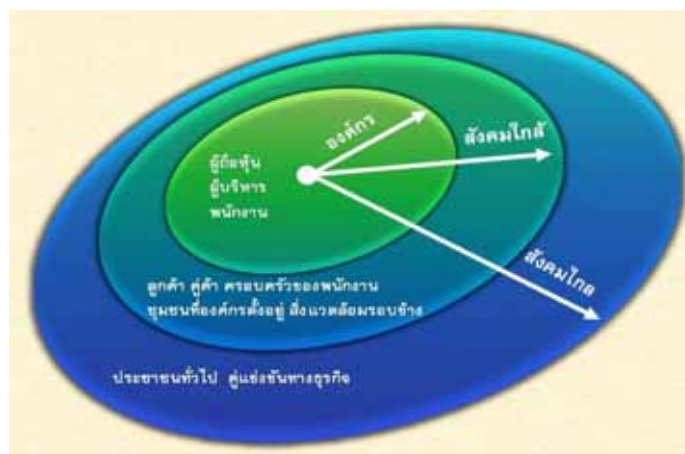 องค์กร
สังคมใกล้
ผู้ถือหุ้น
ผู้บริหาร
พนักงาน
สังคมไกล
ลูกค้า คู่ค้า ครอบครัวของพนักงาน
ชุมชนที่องค์กรตั้งอยู่ สิ่งแวดล้อมรอบข้าง
ประชาชนทั่วไป คู่แข่งขันทางธุรกิจ